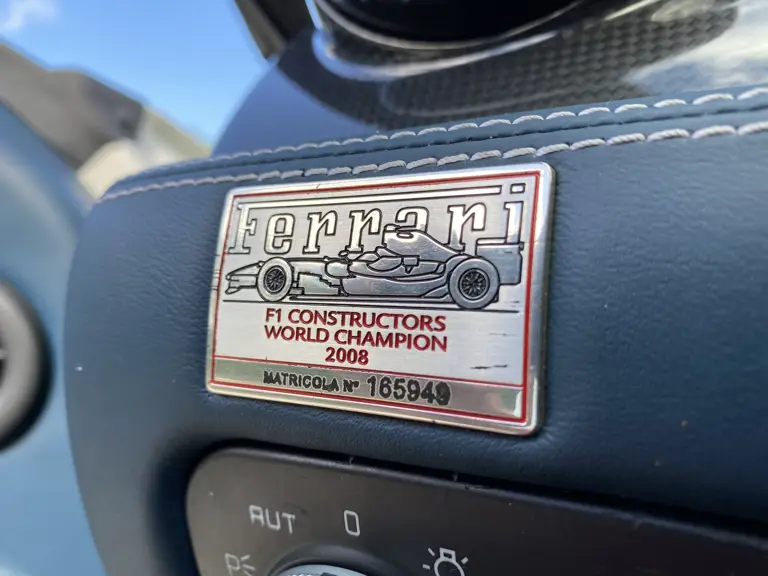 Ferrari
F1 CONSTRUCTORS
WORLD CHAMPION
2008
MATRICOLA Nº 165949
AUT 0
P